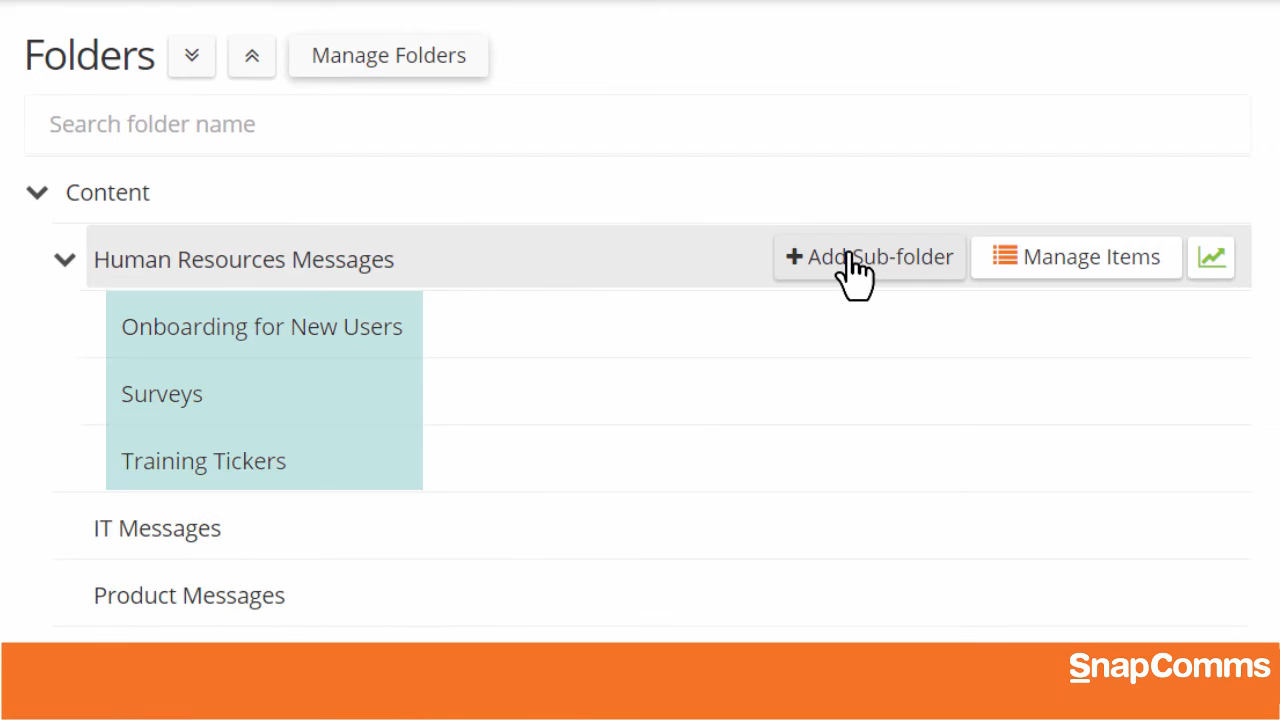 Folders Manage Folders
Search folder name
Content
Human Resources Messages Add Sub-folder Manage Items
Onboarding for New Users
Surveys
Training Tickers
IT Messages
Product Messages
SnapComms